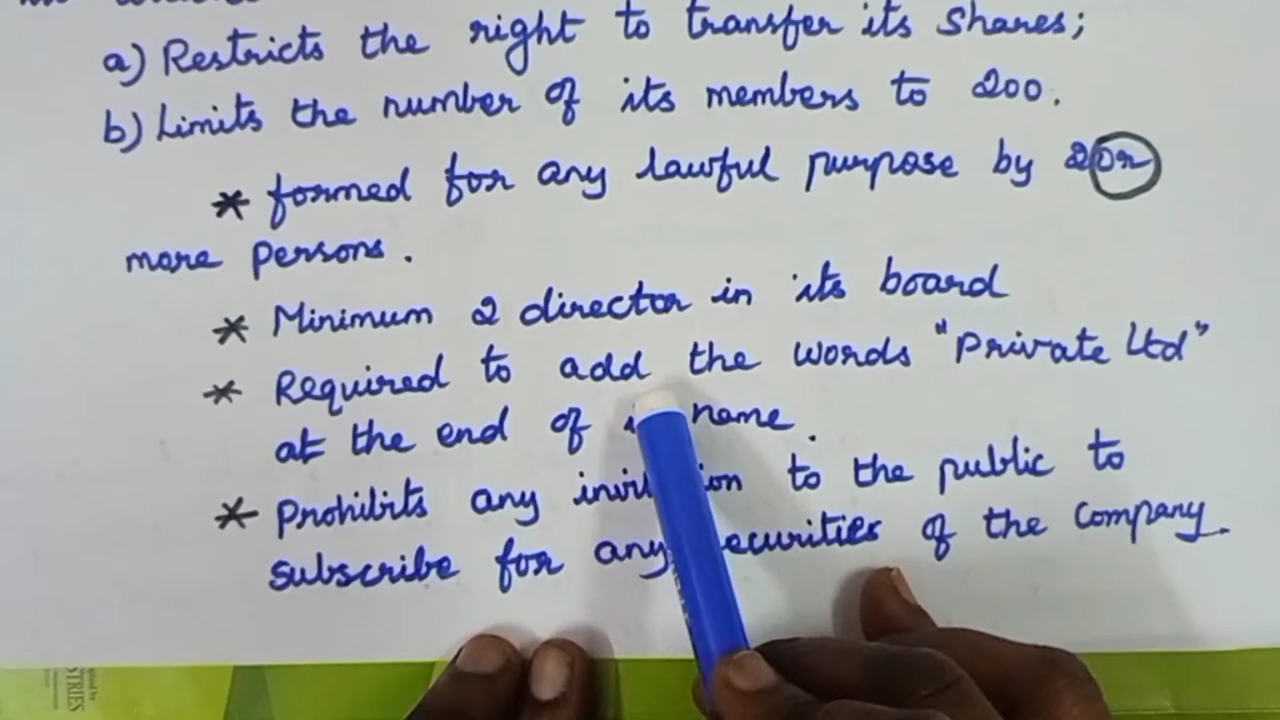 a) Restricts the right to transfer its shares;
b) Limits the number of its members to 200.
* formed for any lawful purpose by 2 or
more persons.
* Minimum 2 director in its board
* Required to add the words "Private Ltd"
at the end of name.
* Prohibits any to the public to
subscribe for any securities of the company.
STRIES